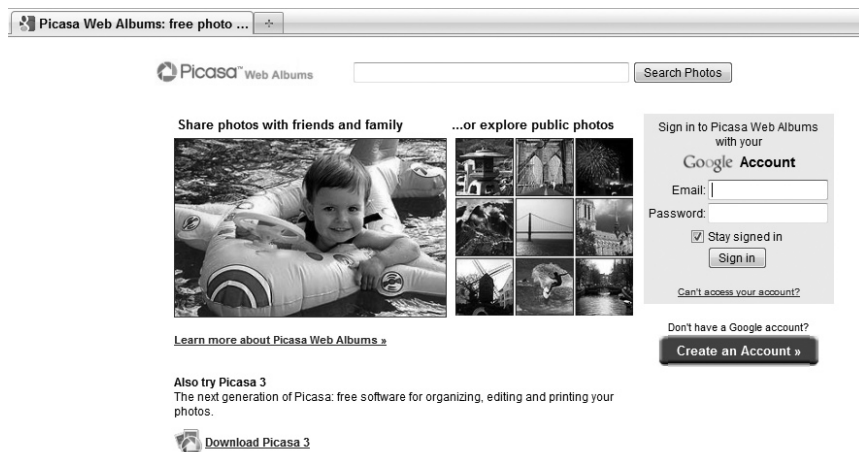 Picasa Web Albums: free photo ...
Picasa™ Web Albums
Search Photos
Share photos with friends and family
...or explore public photos
Sign in to Picasa Web Albums
with your
Google Account
Email:
Password:
Stay signed in
Sign in
Can't access your account?
Don't have a Google account?
Create an Account »
Learn more about Picasa Web Albums »
Also try Picasa 3
The next generation of Picasa: free software for organizing, editing and printing your
photos.
Download Picasa 3